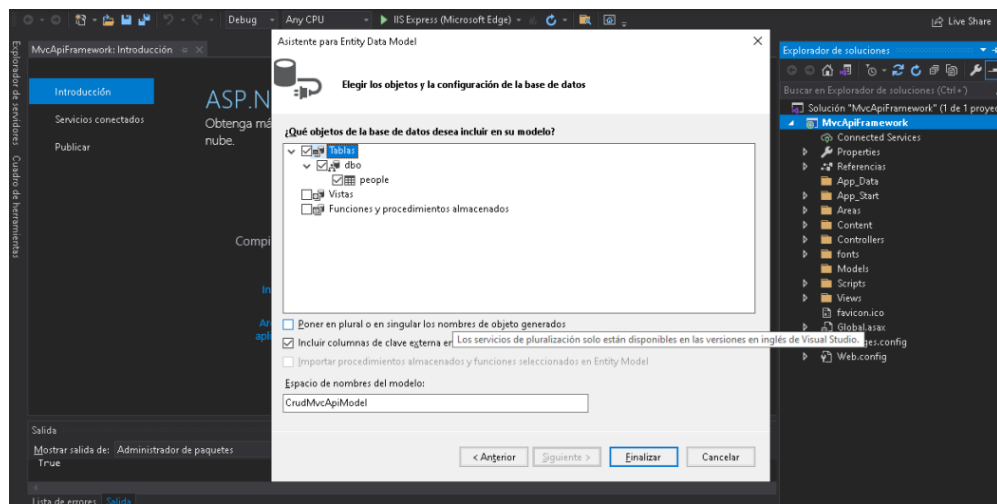 Debug
Any CPU
IIS Express (Microsoft Edge)
Live Share
Explorador de servidores
Cuadro de herramientas
MvcApiFramework: Introducción
Introducción
Servicios conectados
Publicar
ASP.N
Obtenga má
nube.
Compi
In
Ar
apli
Asistente para Entity Data Model
Elegir los objetos y la configuración de la base de datos
¿Qué objetos de la base de datos desea incluir en su modelo?
Tablas
dbo
people
Vistas
Funciones y procedimientos almacenados
Poner en plural o en singular los nombres de objeto generados
Incluir columnas de clave externa en
Los servicios de pluralización solo están disponibles en las versiones en inglés de Visual Studio.
Importar procedimientos almacenados y funciones seleccionados en Entity Model
Espacio de nombres del modelo:
CrudMvcApiModel
< Anterior
Siguiente >
Finalizar
Cancelar
Explorador de soluciones
Buscar en Explorador de soluciones (Ctrl+')
Solución "MvcApiFramework" (1 de 1 proyec
MvcApiFramework
Connected Services
Properties
Referencias
App_Data
App_Start
Areas
Content
Controllers
fonts
Models
Scripts
Views
favicon.ico
Global.asax
ges.config
Web.config
Salida
Mostrar salida de: Administrador de paquetes
True
Lista de errores
Salida